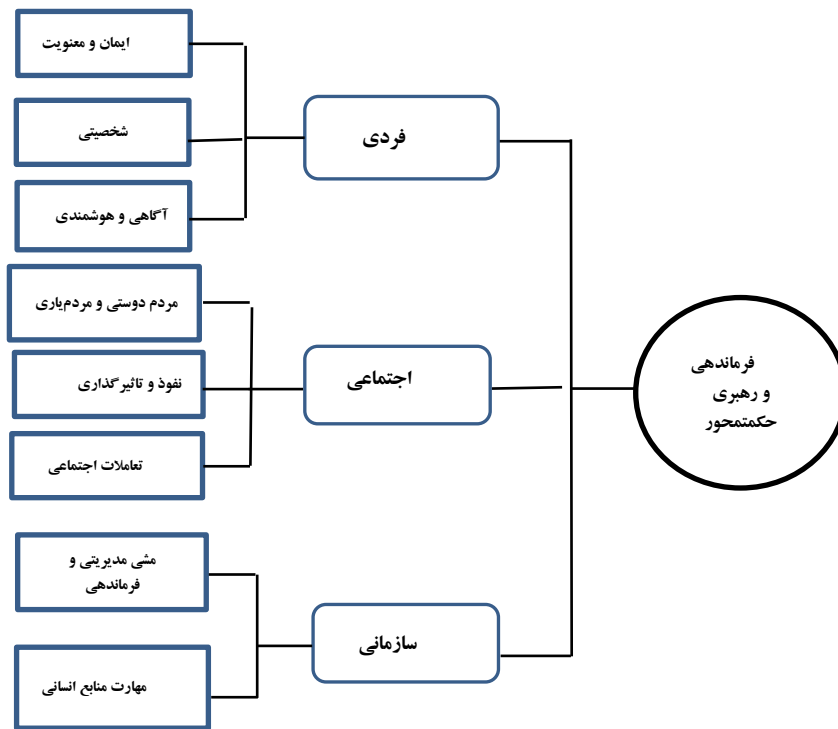 فرماندهی
و رهبری
حکمتمحور
فردی
ایمان و معنویت
شخصیتی
آگاهی و هوشمندی
اجتماعی
مردم دوستی و مردم‌یاری
نفوذ و تاثیرگذاری
تعاملات اجتماعی
سازمانی
مشی مدیریتی و
فرماندهی
مهارت منابع انسانی